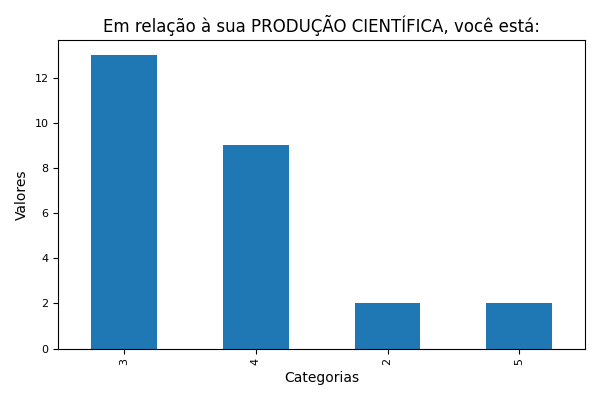 Em relação à sua PRODUÇÃO CIENTÍFICA, você está:
12
10
8
6
4
2
0
Valores
3 4 2 5
Categorias